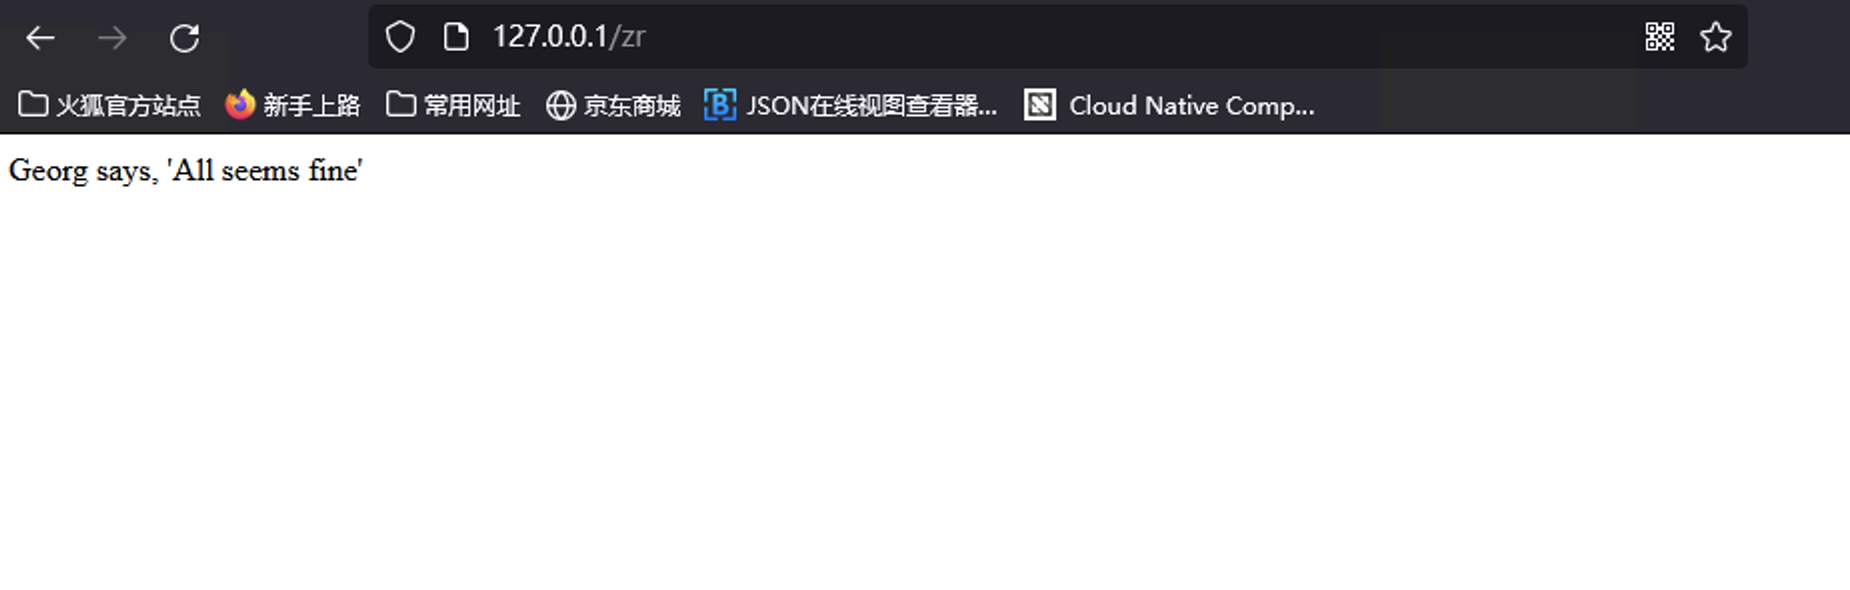 127.0.0.1/zr
火狐官方站点 新手上路 常用网址 京东商城 JSON在线视图查看器... Cloud Native Comp...
Georg says, 'All seems fine'